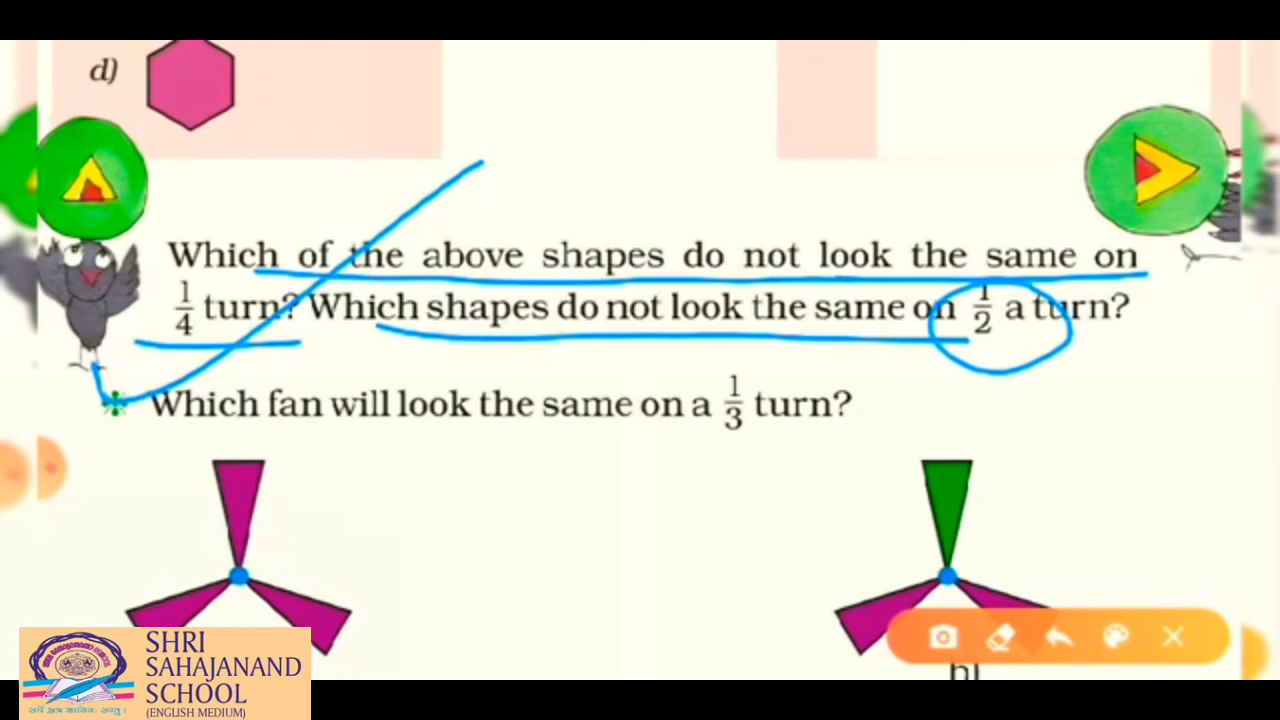 d)
Which of the above shapes do not look the same on
1/4 turn? Which shapes do not look the same on 1/2 a turn?
Which fan will look the same on a 1/3 turn?
b)
SHRI
SAHAJANAND
SCHOOL
(ENGLISH MEDIUM)